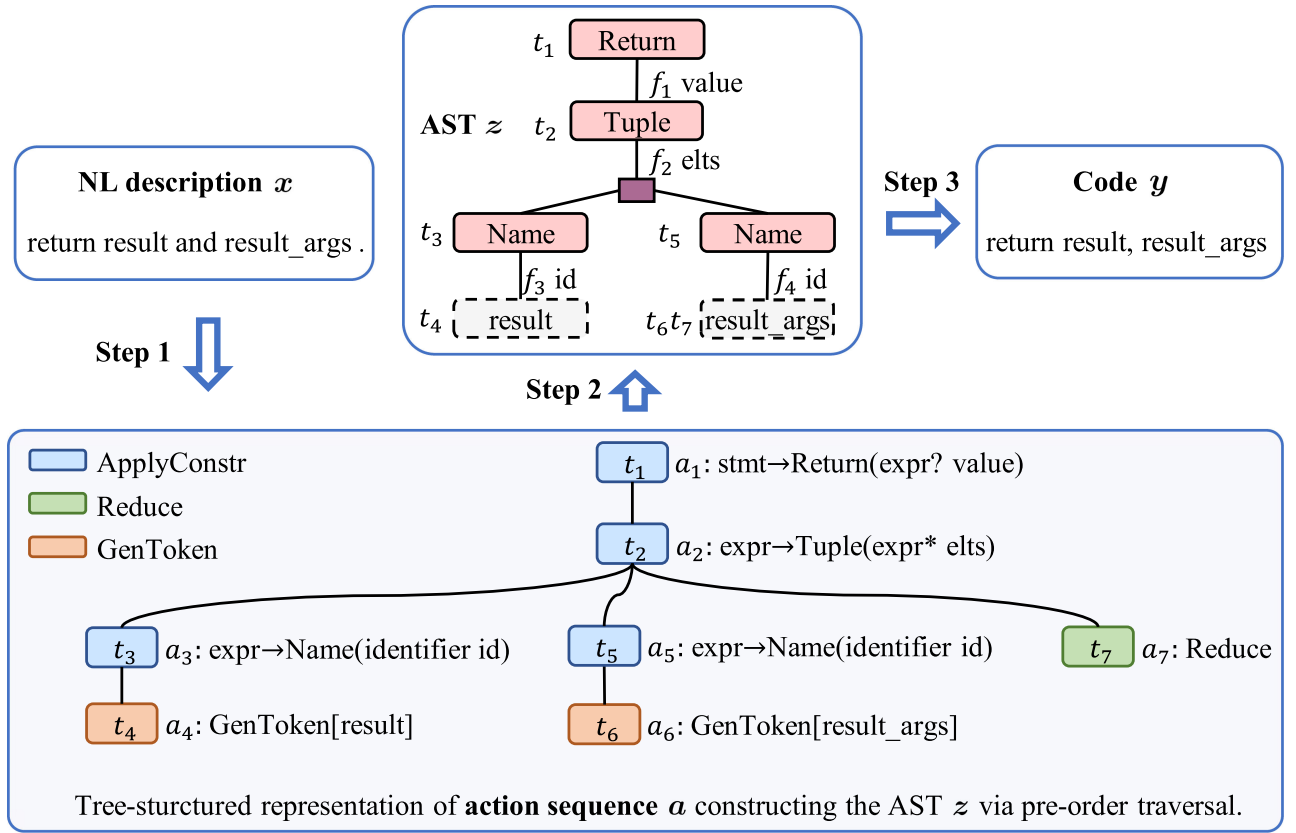 NL description x
return result and result_args .
Step 1
AST z
t1
Return
f1 value
t2
Tuple
f2 elts
t3
Name
t5
Name
f3 id
f4 id
t4
result
t6t7
result_args
Step 3
Code y
return result, result_args
Step 2
ApplyConstr
Reduce
GenToken
t1
a1: stmt→Return(expr? value)
t2
a2: expr→Tuple(expr* elts)
t3
a3: expr→Name(identifier id)
t5
a5: expr→Name(identifier id)
t7
a7: Reduce
t4
a4: GenToken[result]
t6
a6: GenToken[result_args]
Tree-sturctured representation of action sequence a constructing the AST z via pre-order traversal.